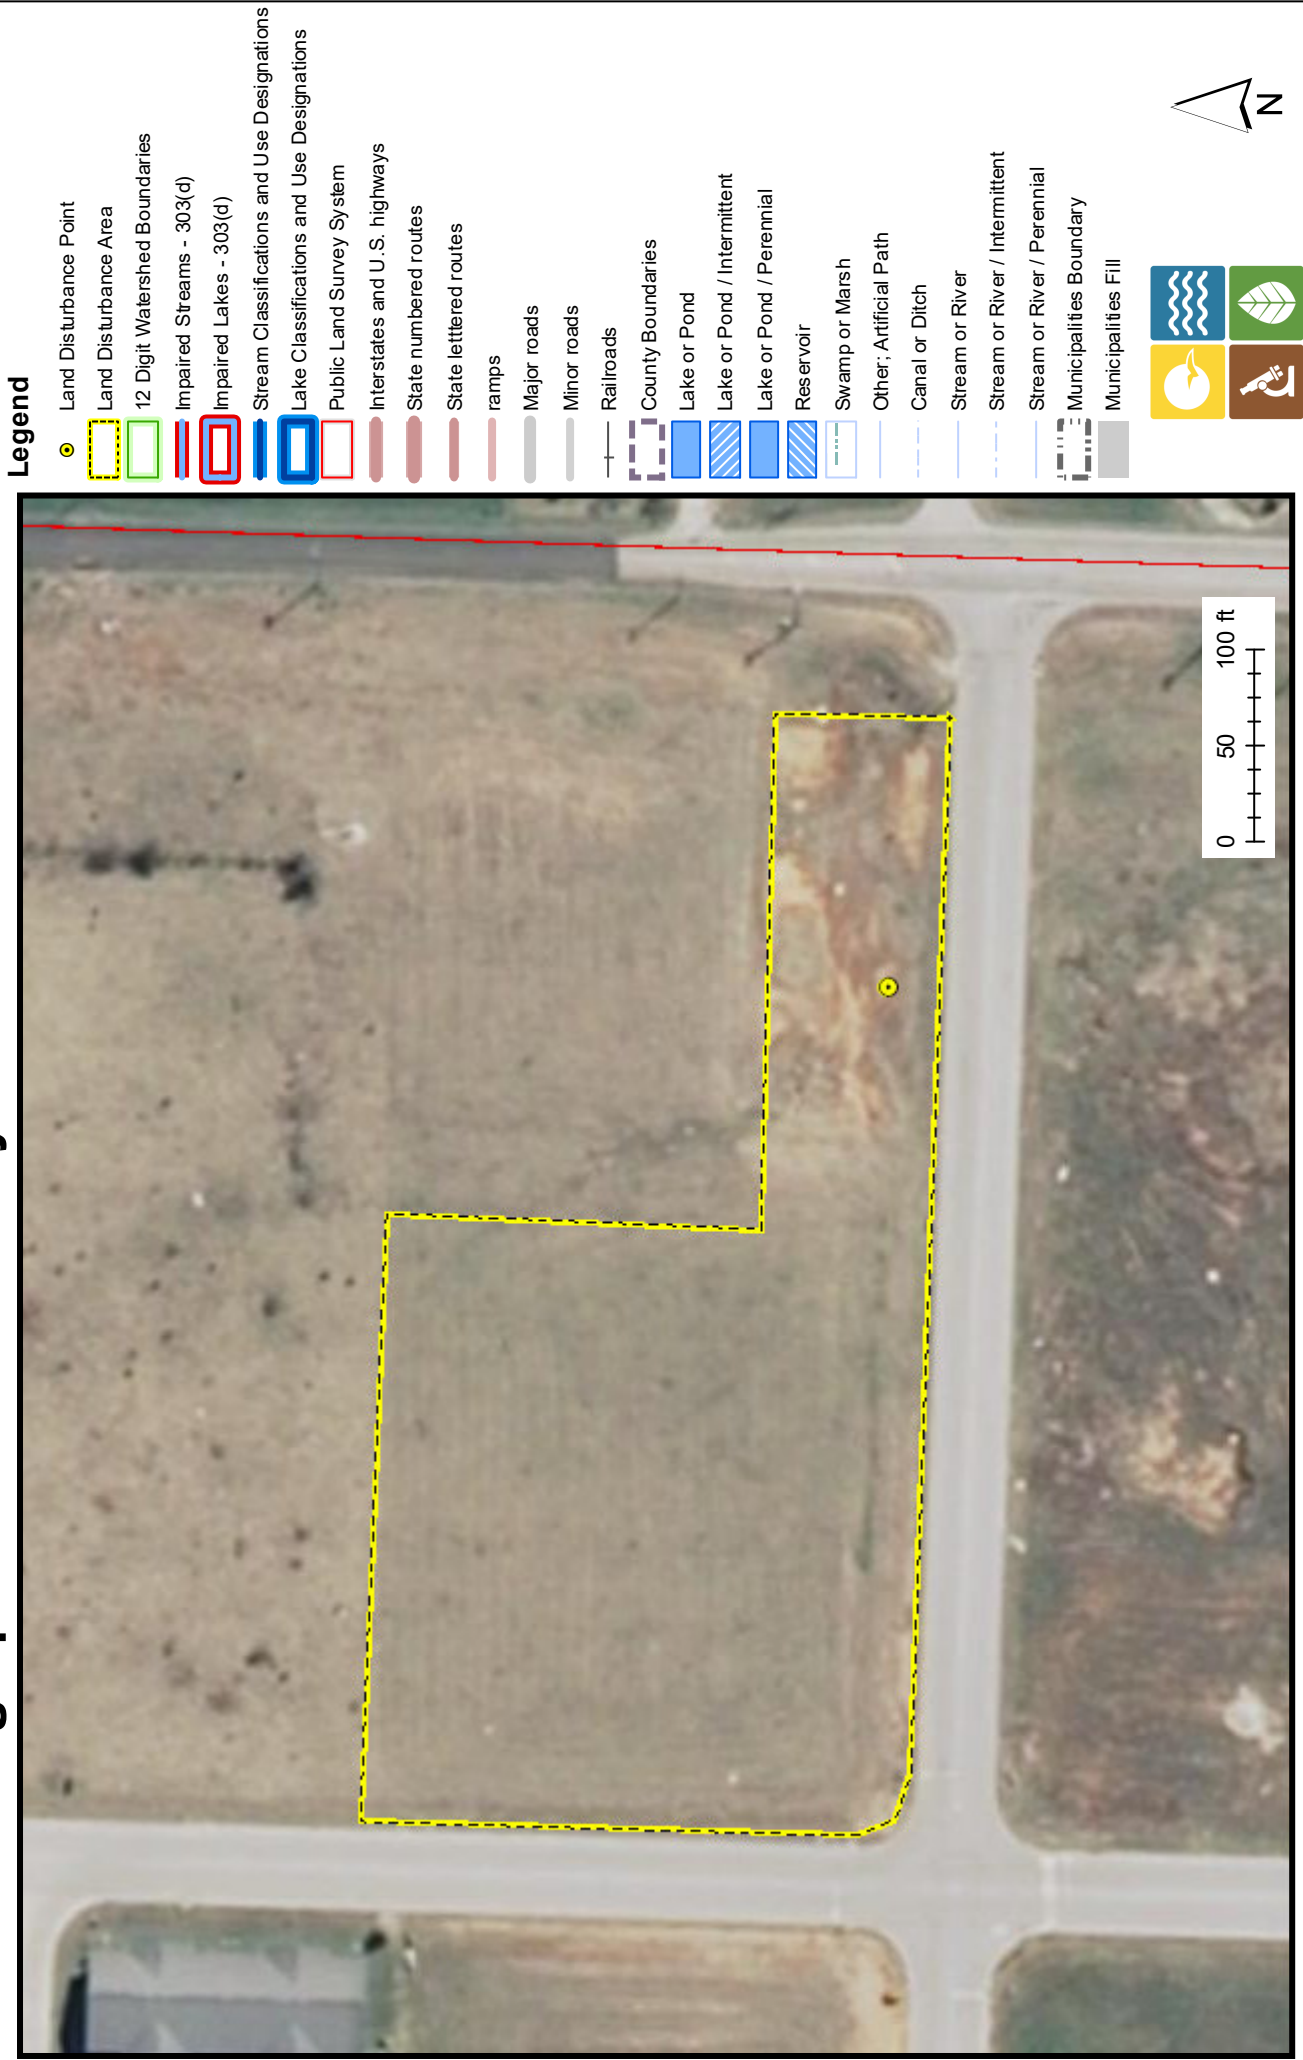 Legend
Land Disturbance Point
Land Disturbance Area
12 Digit Watershed Boundaries
Impaired Streams - 303(d)
Impaired Lakes - 303(d)
Stream Classifications and Use Designations
Lake Classifications and Use Designations
Public Land Survey System
Interstates and U.S. highways
State numbered routes
State letttered routes
ramps
Major roads
Minor roads
Railroads
County Boundaries
Lake or Pond
Lake or Pond / Intermittent
Lake or Pond / Perennial
Reservoir
Swamp or Marsh
Other; Artificial Path
Canal or Ditch
Stream or River
Stream or River / Intermittent
Stream or River / Perennial
Municipalities Boundary
Municipalities Fill
N
0 50 100 ft